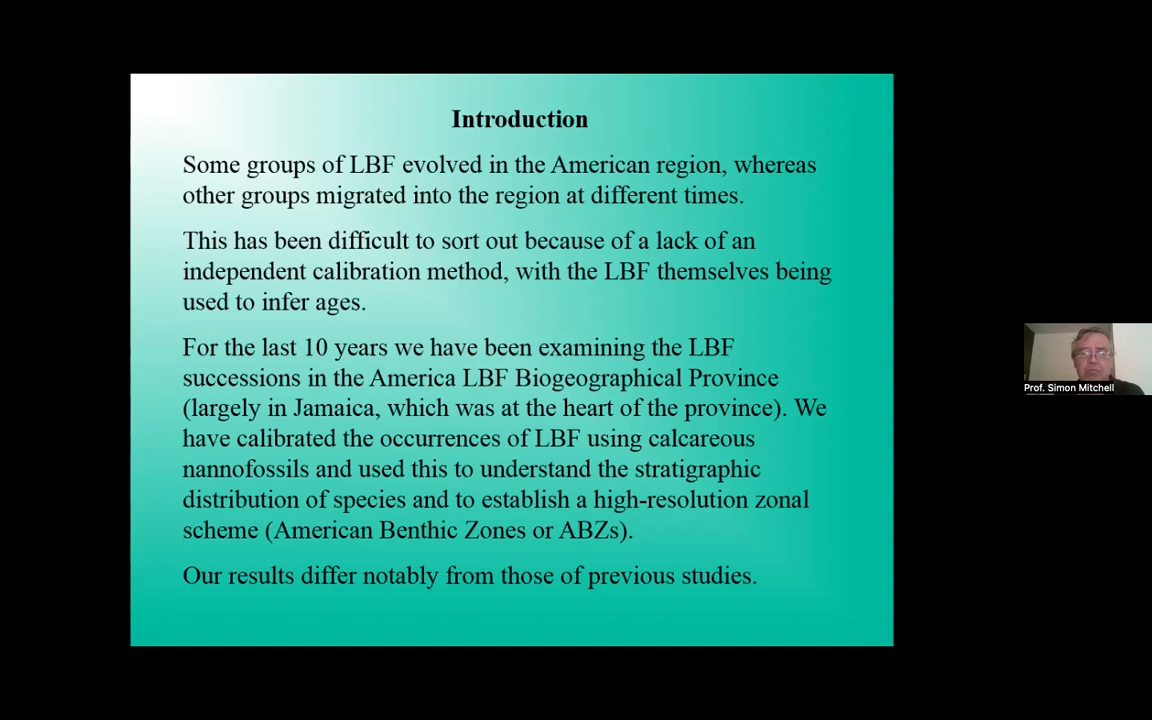 Introduction
Some groups of LBF evolved in the American region, whereas
other groups migrated into the region at different times.
This has been difficult to sort out because of a lack of an
independent calibration method, with the LBF themselves being
used to infer ages.
For the last 10 years we have been examining the LBF
successions in the America LBF Biogeographical Province
(largely in Jamaica, which was at the heart of the province). We
have calibrated the occurrences of LBF using calcareous
nannofossils and used this to understand the stratigraphic
distribution of species and to establish a high-resolution zonal
scheme (American Benthic Zones or ABZs).
Our results differ notably from those of previous studies.
Prof. Simon Mitchell